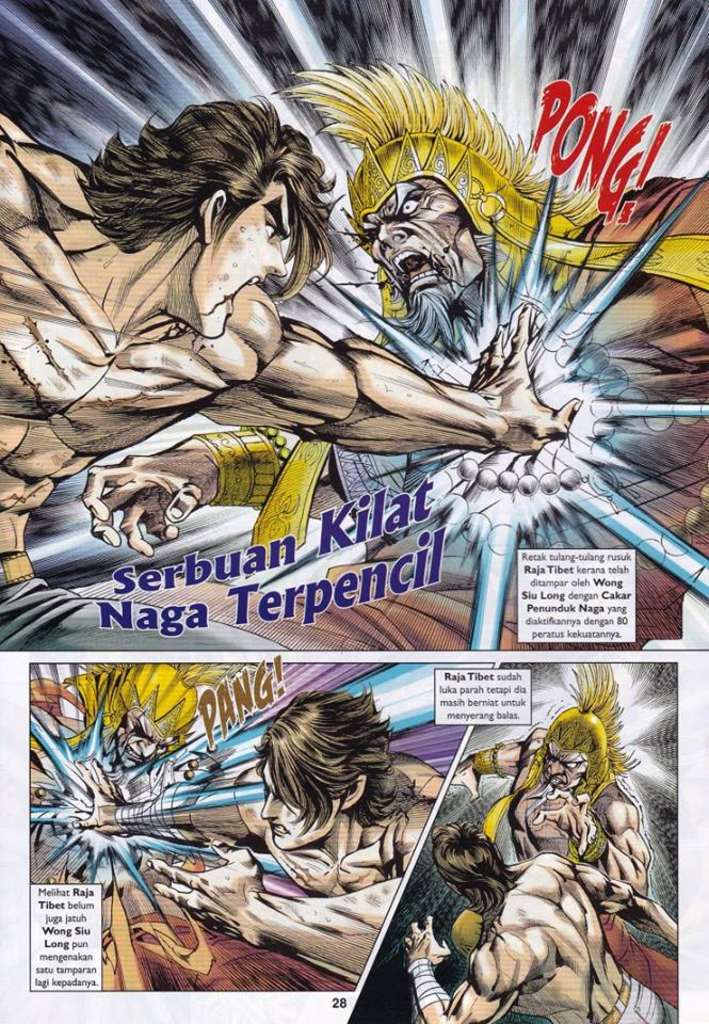 PONG!
Serbuan Kilat
Naga Terpencil
Retak tulang-tulang rusuk
Raja Tibet kerana telah
ditampar oleh Wong
Siu Long dengan Cakar
Penunduk Naga yang
diaktifkannya dengan 80
peratus kekuatannya.
PANG!
Melihat Raja
Tibet belum
juga jatuh
Wong Siu
Long pun
mengenakan
satu tamparan
lagi kepadanya.
Raja Tibet sudah
luka parah tetapi dia
masih berniat untuk
menyerang balas.
28